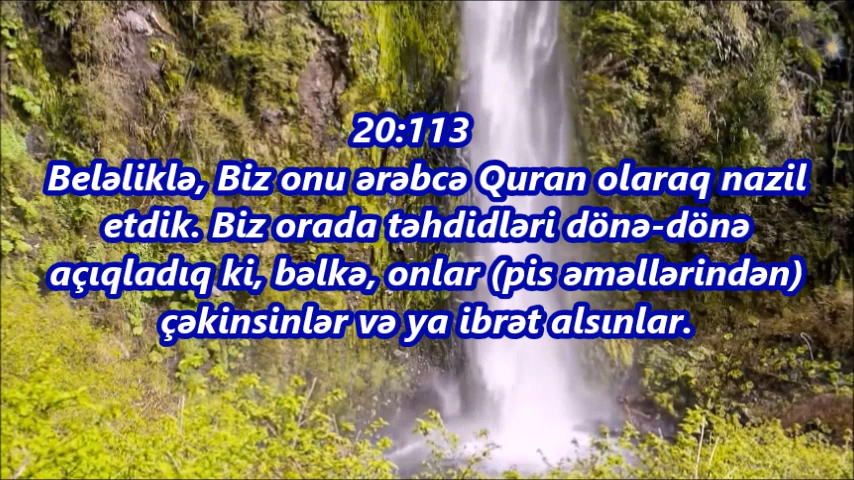 20:113
Beləliklə, Biz onu ərəbcə Quran olaraq nazil
etdik. Biz orada təhdidləri dönə-dönə
açıqladıq ki, bəlkə, onlar (pis əməllərindən)
çəkinsinlər və ya ibrət alsınlar.